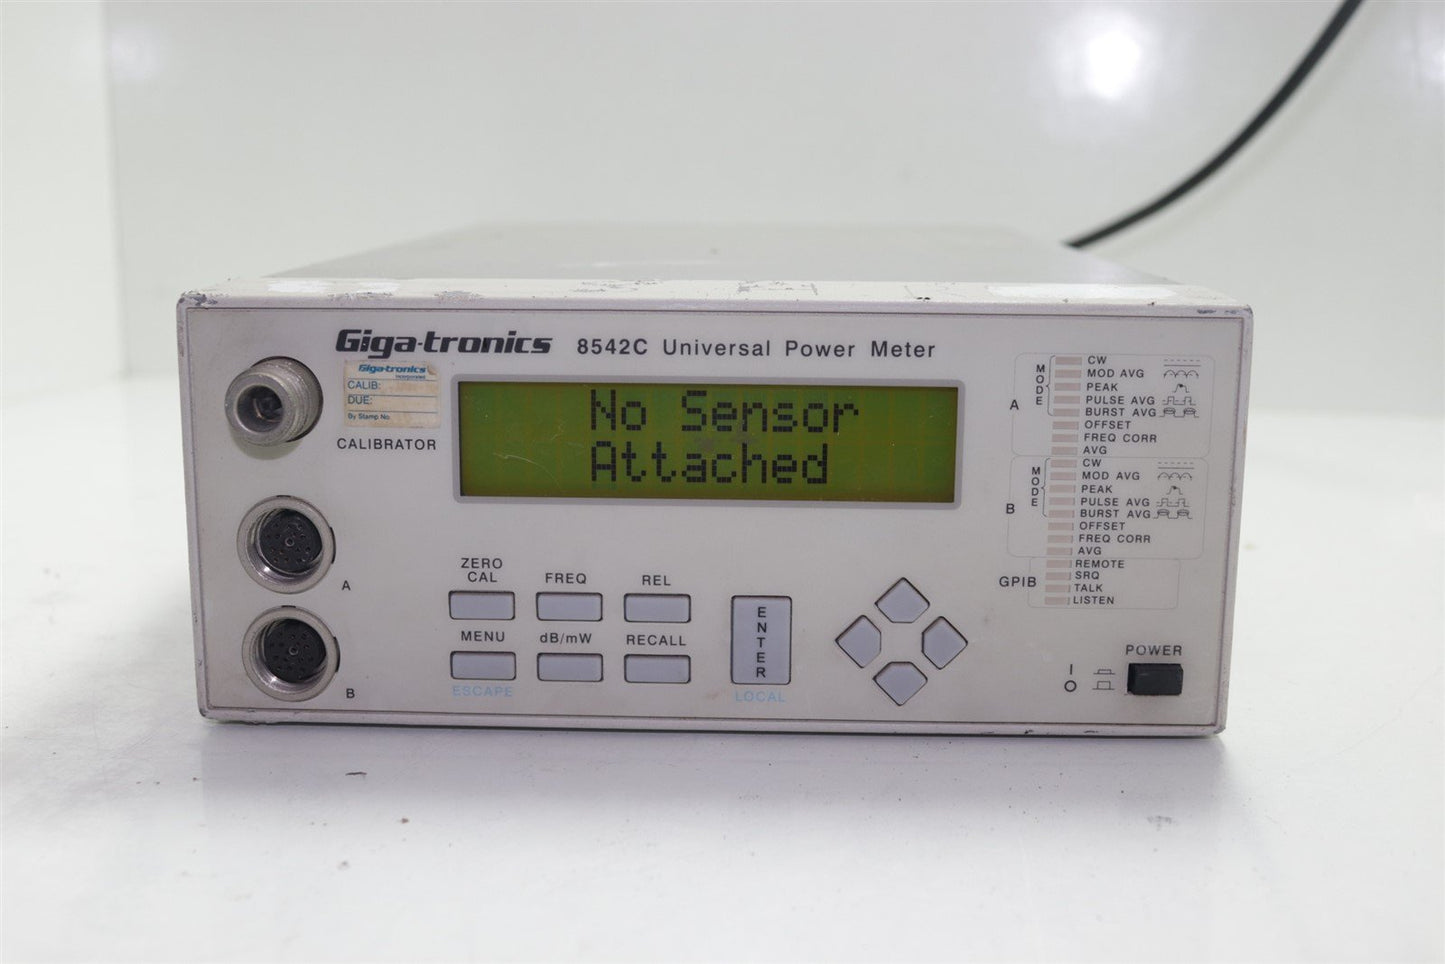 Giga-tronics 8542C Universal Power Meter
Giga-tronics
incorporated
CALIB:
DUE:
By Stamp No
CALIBRATOR
No Sensor
Attached
A
B
ZERO
CAL
FREQ
REL
MENU
dB/mW
RECALL
ESCAPE
ENTER
LOCAL
A
MODE
CW
MOD AVG
PEAK
PULSE AVG
BURST AVG
OFFSET
FREQ CORR
AVG
B
MODE
CW
MOD AVG
PEAK
PULSE AVG
BURST AVG
OFFSET
FREQ CORR
AVG
GPIB
REMOTE
SRQ
TALK
LISTEN
POWER
I
O